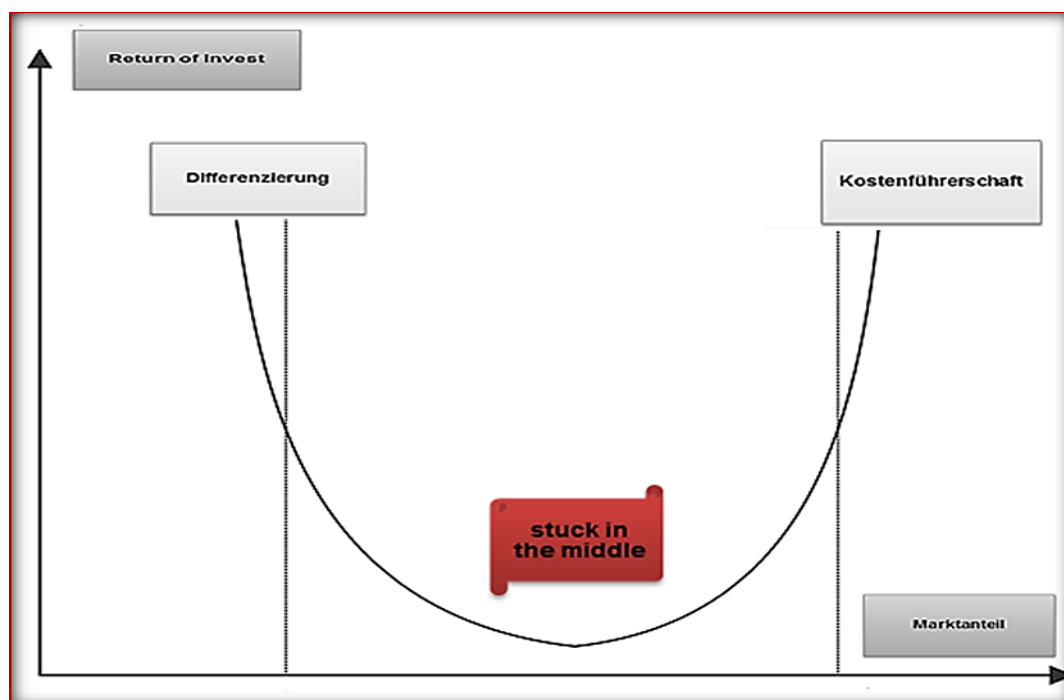 Return of Invest
Differenzierung
Kostenführerschaft
stuck in
the middle
Marktanteil